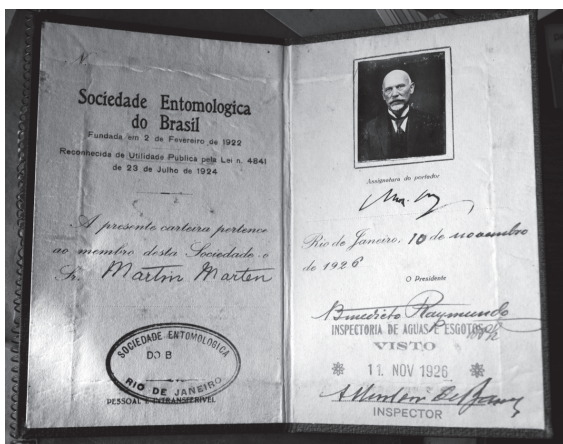 N.
Sociedade Entomologica
do Brasil
Fundada em 2 de Fevereiro de 1922
Reconhecida de Utilidade Publica pela Lei n. 4841
de 23 de Julho de 1924
A presente carteira pertence
ao membro desta Sociedade o
Sr. Martin Marten
SOCIEDADE ENTOMOLOGICA
DO B
RIO DE JANEIRO
PESSOAL E INTRANSFERIVEL
Assignatura do portador
Rio de Janeiro, 10 de novembro
de 1926
O Presidente
Benedicto Raymundo
INSPECTORIA DE AGUAS E ESGOTOS
VISTO
11. NOV 1926
INSPECTOR